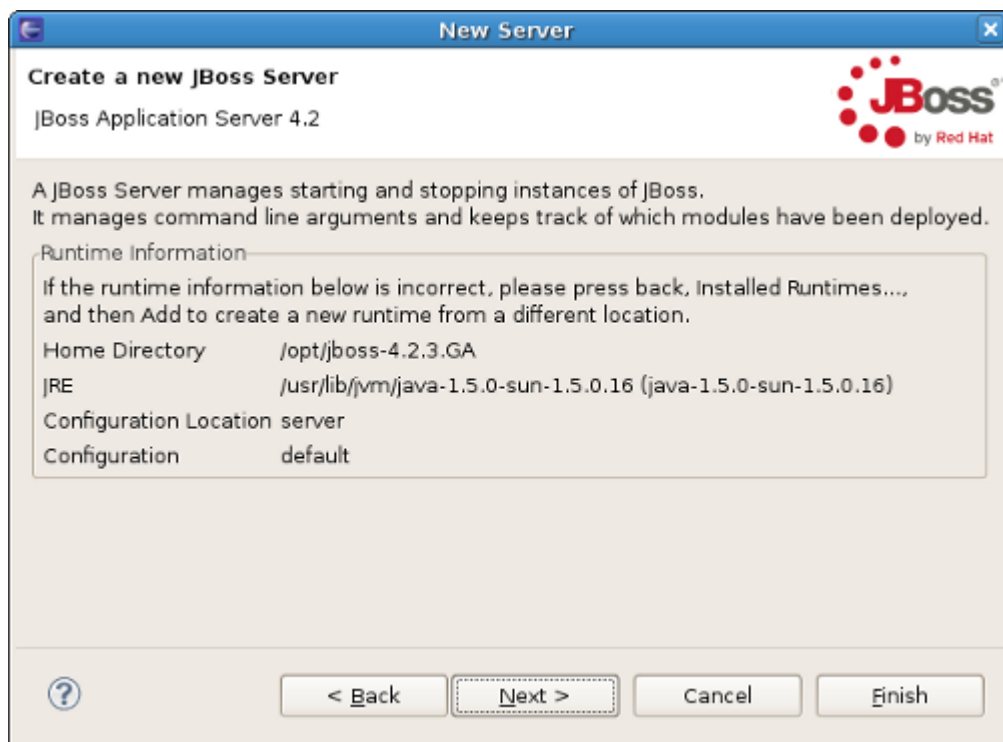 New Server
Create a new JBoss Server
JBoss Application Server 4.2
JBoss
by Red Hat
A JBoss Server manages starting and stopping instances of JBoss.
It manages command line arguments and keeps track of which modules have been deployed.
Runtime Information
If the runtime information below is incorrect, please press back, Installed Runtimes...,
and then Add to create a new runtime from a different location.
Home Directory /opt/jboss-4.2.3.GA
JRE /usr/lib/jvm/java-1.5.0-sun-1.5.0.16 (java-1.5.0-sun-1.5.0.16)
Configuration Location server
Configuration default
? < Back Next > Cancel Finish